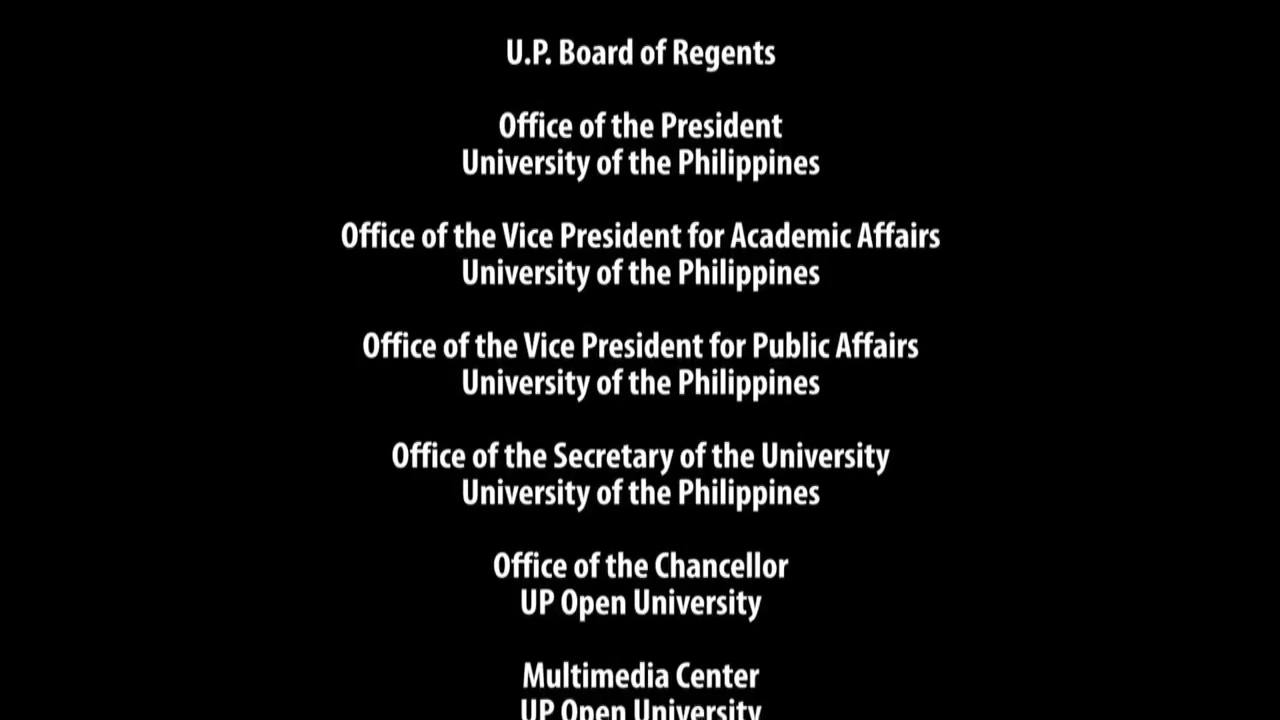 U.P. Board of Regents
Office of the President
University of the Philippines
Office of the Vice President for Academic Affairs
University of the Philippines
Office of the Vice President for Public Affairs
University of the Philippines
Office of the Secretary of the University
University of the Philippines
Office of the Chancellor
UP Open University
Multimedia Center
UP Open University